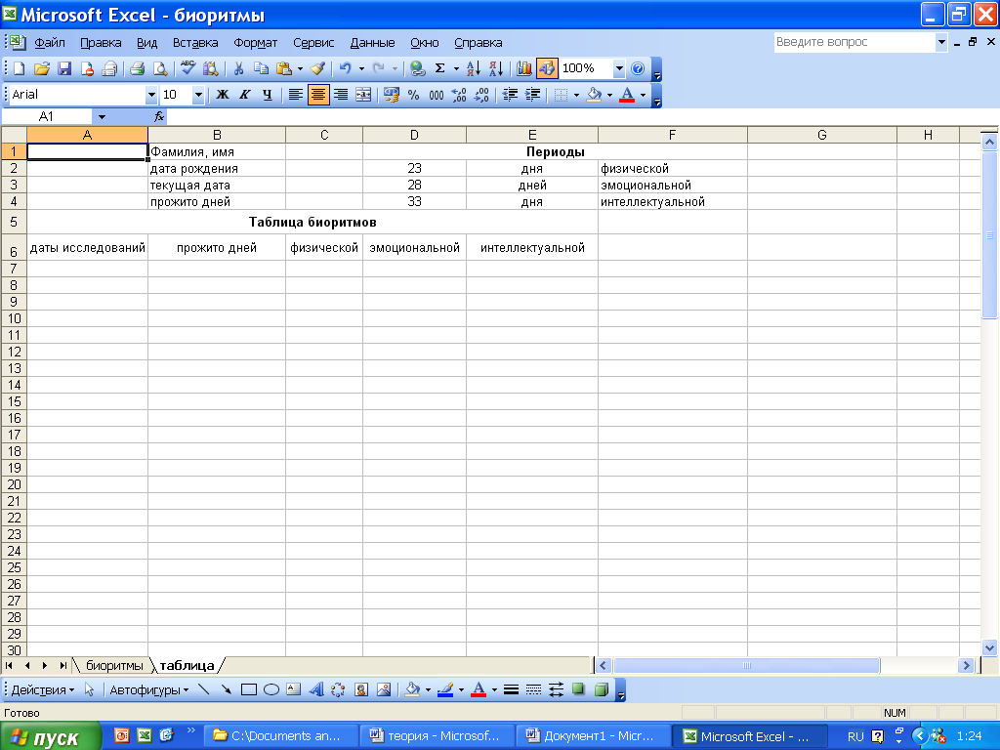 Microsoft Excel - биоритмы
Файл Правка Вид Вставка Формат Сервис Данные Окно Справка Введите вопрос
100%
Arial 10 Ж К Ч % 000
A1 fx
A B C D E F G H
1 Фамилия, имя Периоды
2 дата рождения 23 дня физической
3 текущая дата 28 дней эмоциональной
4 прожито дней 33 дня интеллектуальной
5 Таблица биоритмов
6 даты исследований прожито дней физической эмоциональной интеллектуальной
7
8
9
10
11
12
13
14
15
16
17
18
19
20
21
22
23
24
25
26
27
28
29
30
биоритмы таблица
Действия Автофигуры
Готово NUM
пуск C:\Documents an... теория - Microsof... Документ1 - Micr... Microsoft Excel - ... RU 1:24